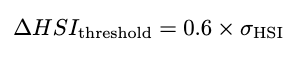 ΔHSI_threshold = 0.6 × σ_HSI